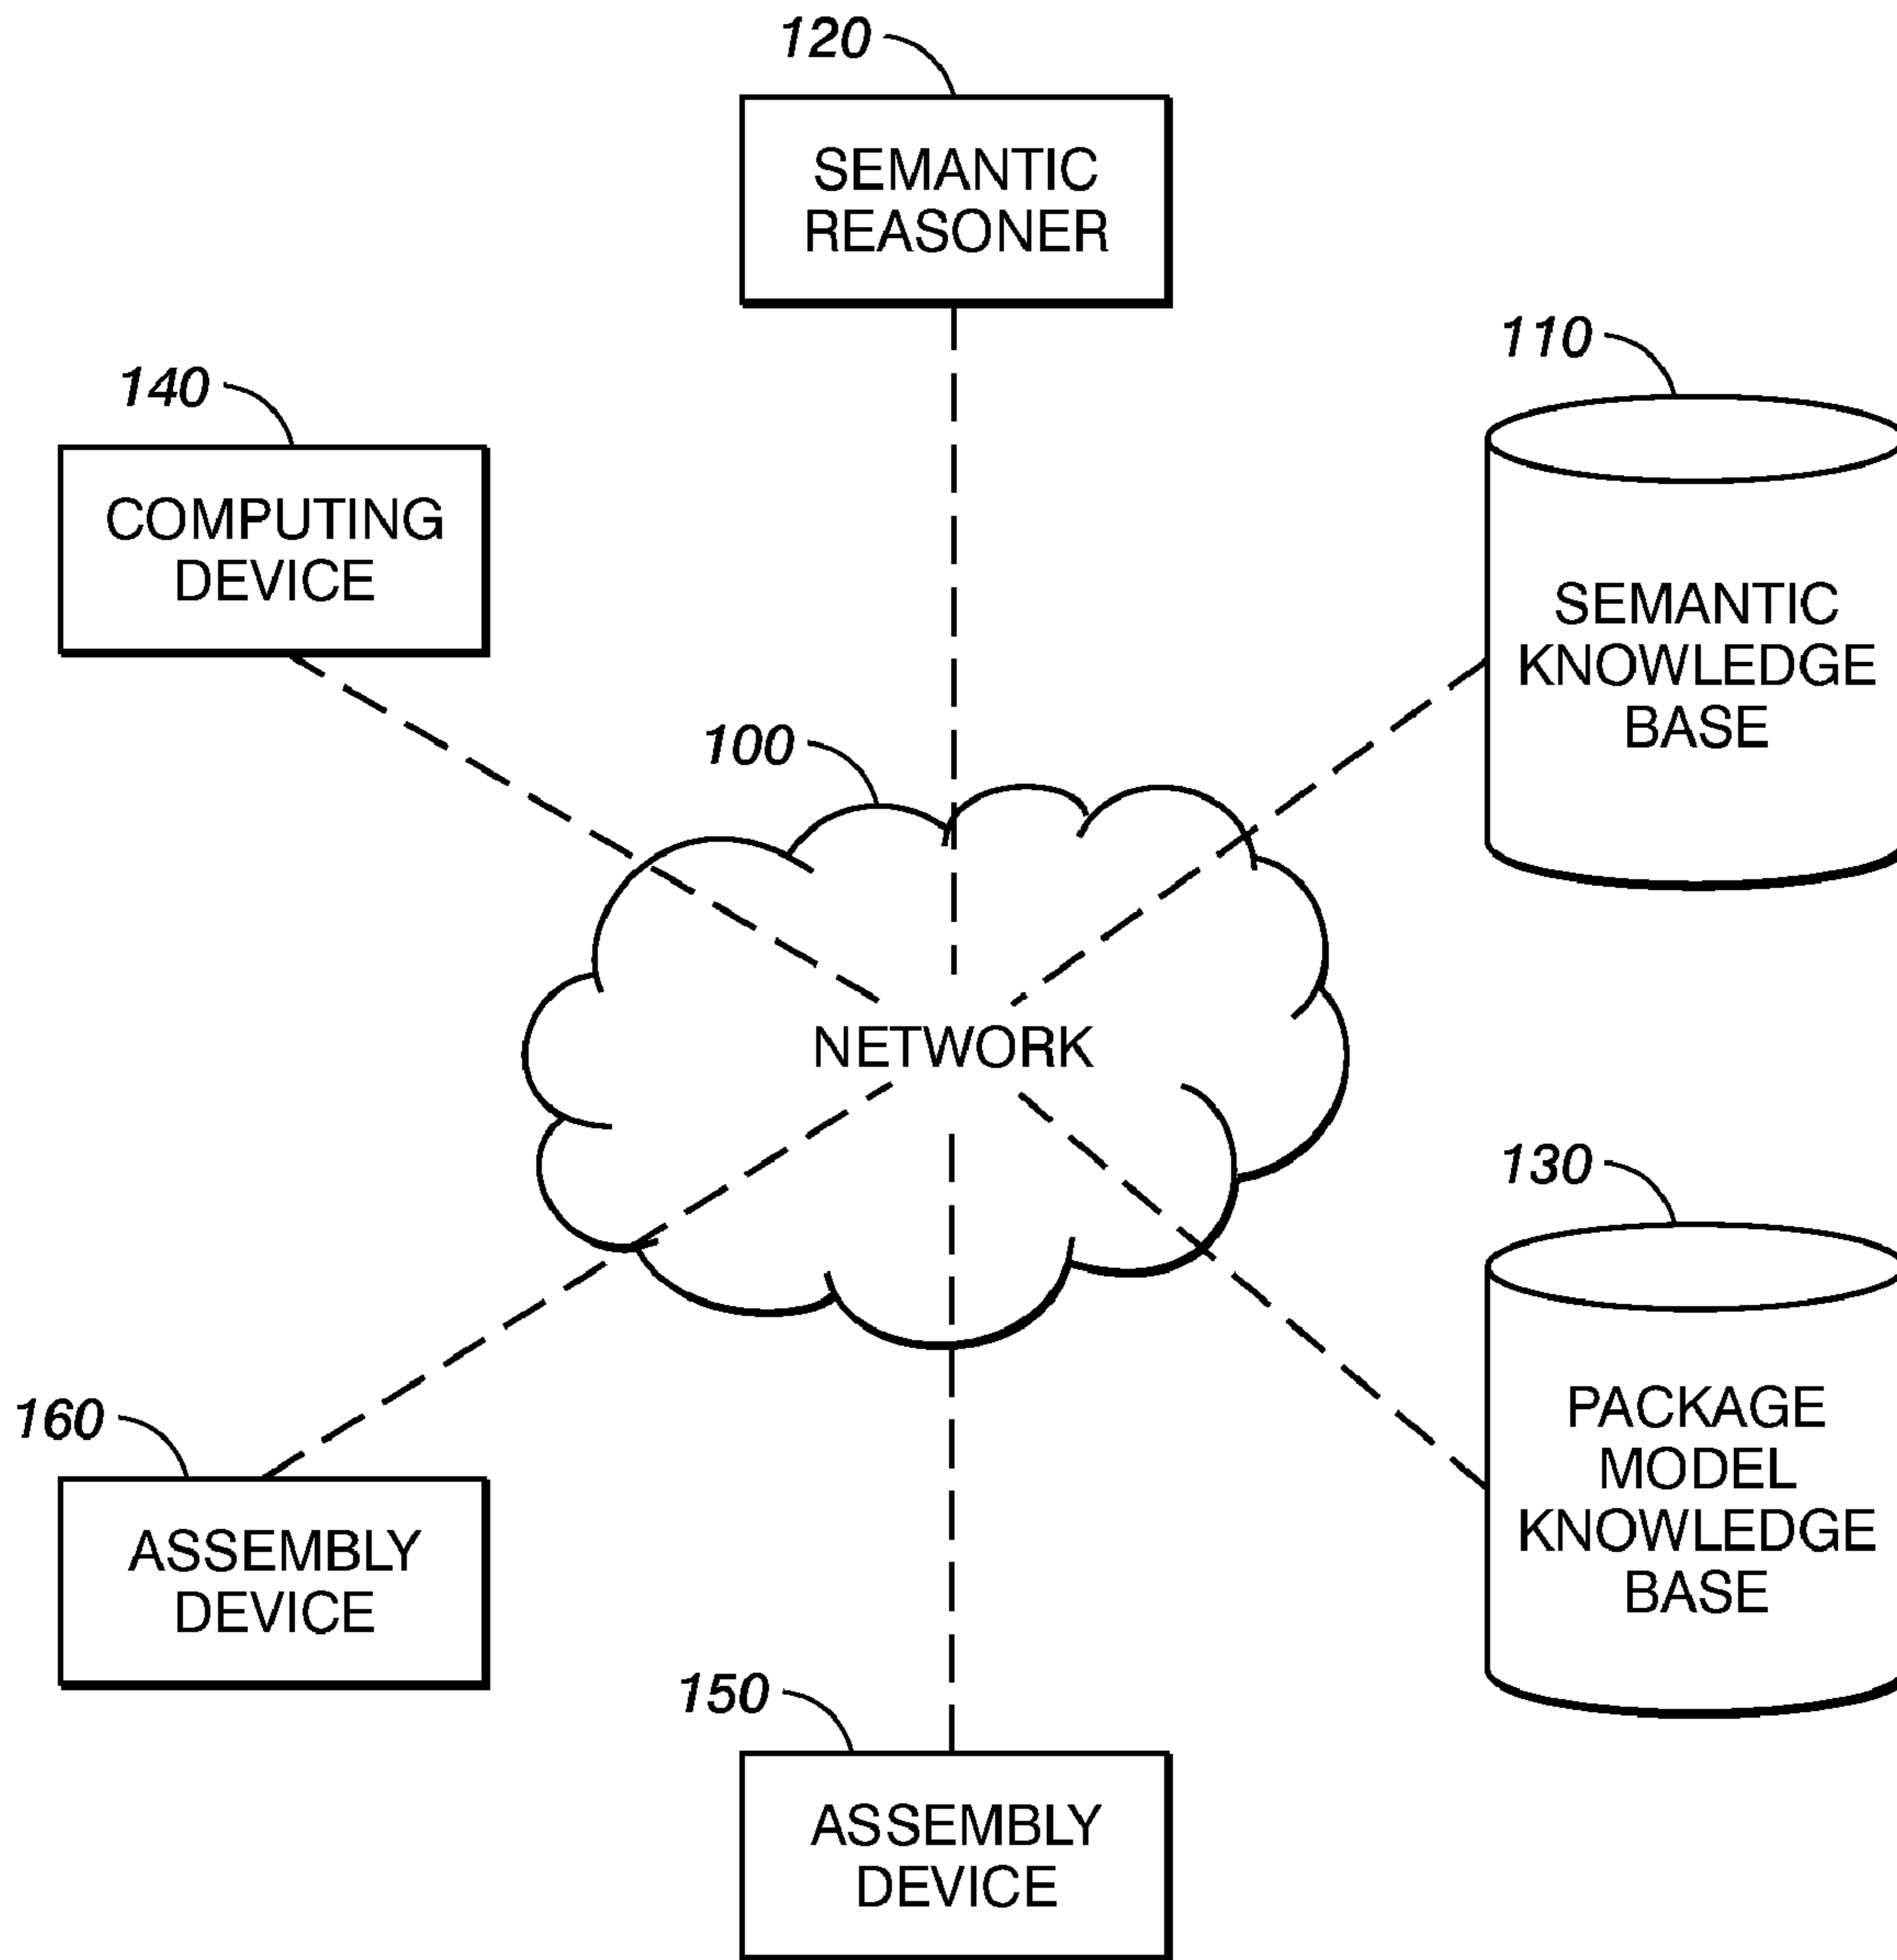 120
SEMANTIC
REASONER
110
140
COMPUTING
DEVICE
SEMANTIC
KNOWLEDGE
BASE
100
NETWORK
130
PACKAGE
MODEL
KNOWLEDGE
BASE
160
ASSEMBLY
DEVICE
150
ASSEMBLY
DEVICE